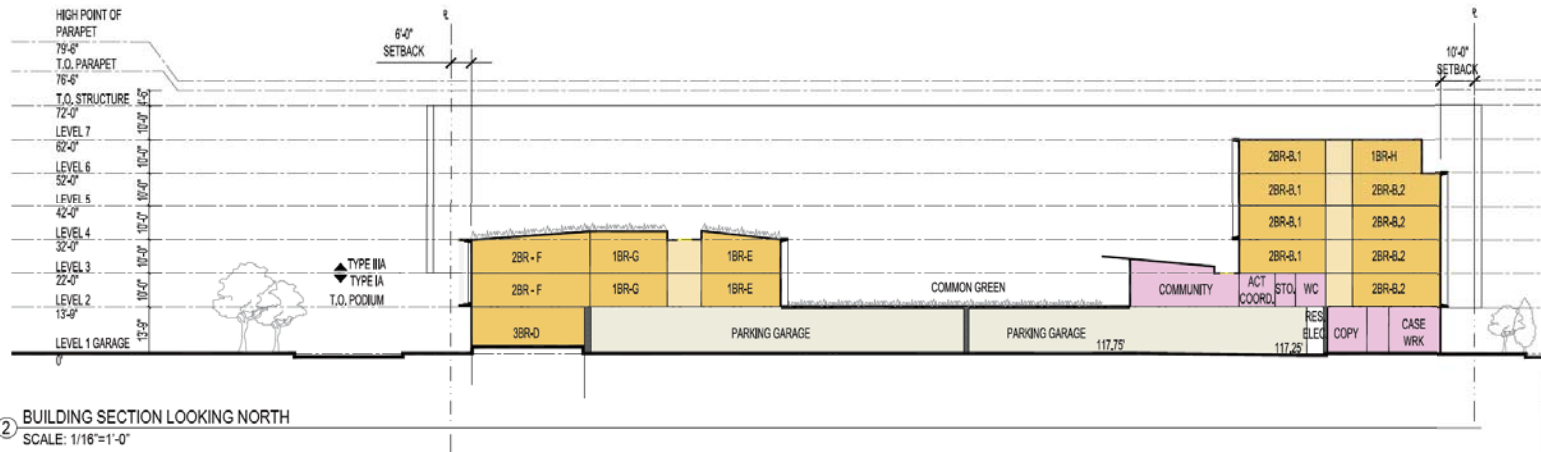 HIGH POINT OF
PARAPET
79'-6"
T.O. PARAPET
76'-6"
T.O. STRUCTURE
72'-0"
LEVEL 7
62'-0"
LEVEL 6
52'-0"
LEVEL 5
42'-0"
LEVEL 4
32'-0"
LEVEL 3
22'-0"
LEVEL 2
13'-9"
LEVEL 1 GARAGE
0'
4'-6"
10'-0"
10'-0"
10'-0"
10'-0"
10'-0"
10'-0"
13'-9"
℄
6'-0"
SETBACK
℄
10'-0"
SETBACK
TYPE IIIA
TYPE IA
T.O. PODIUM
2BR - F
1BR-G
1BR-E
2BR - F
1BR-G
1BR-E
3BR-D
PARKING GARAGE
PARKING GARAGE
117.75'
117.25'
COMMON GREEN
COMMUNITY
ACT
COORD.
STO.
WC
RES
ELEC
COPY
CASE
WRK
2BR-B.1
1BR-H
2BR-B.1
2BR-B.2
2BR-B.1
2BR-B.2
2BR-B.1
2BR-B.2
2BR-B.2
2
BUILDING SECTION LOOKING NORTH
SCALE: 1/16"=1'-0"